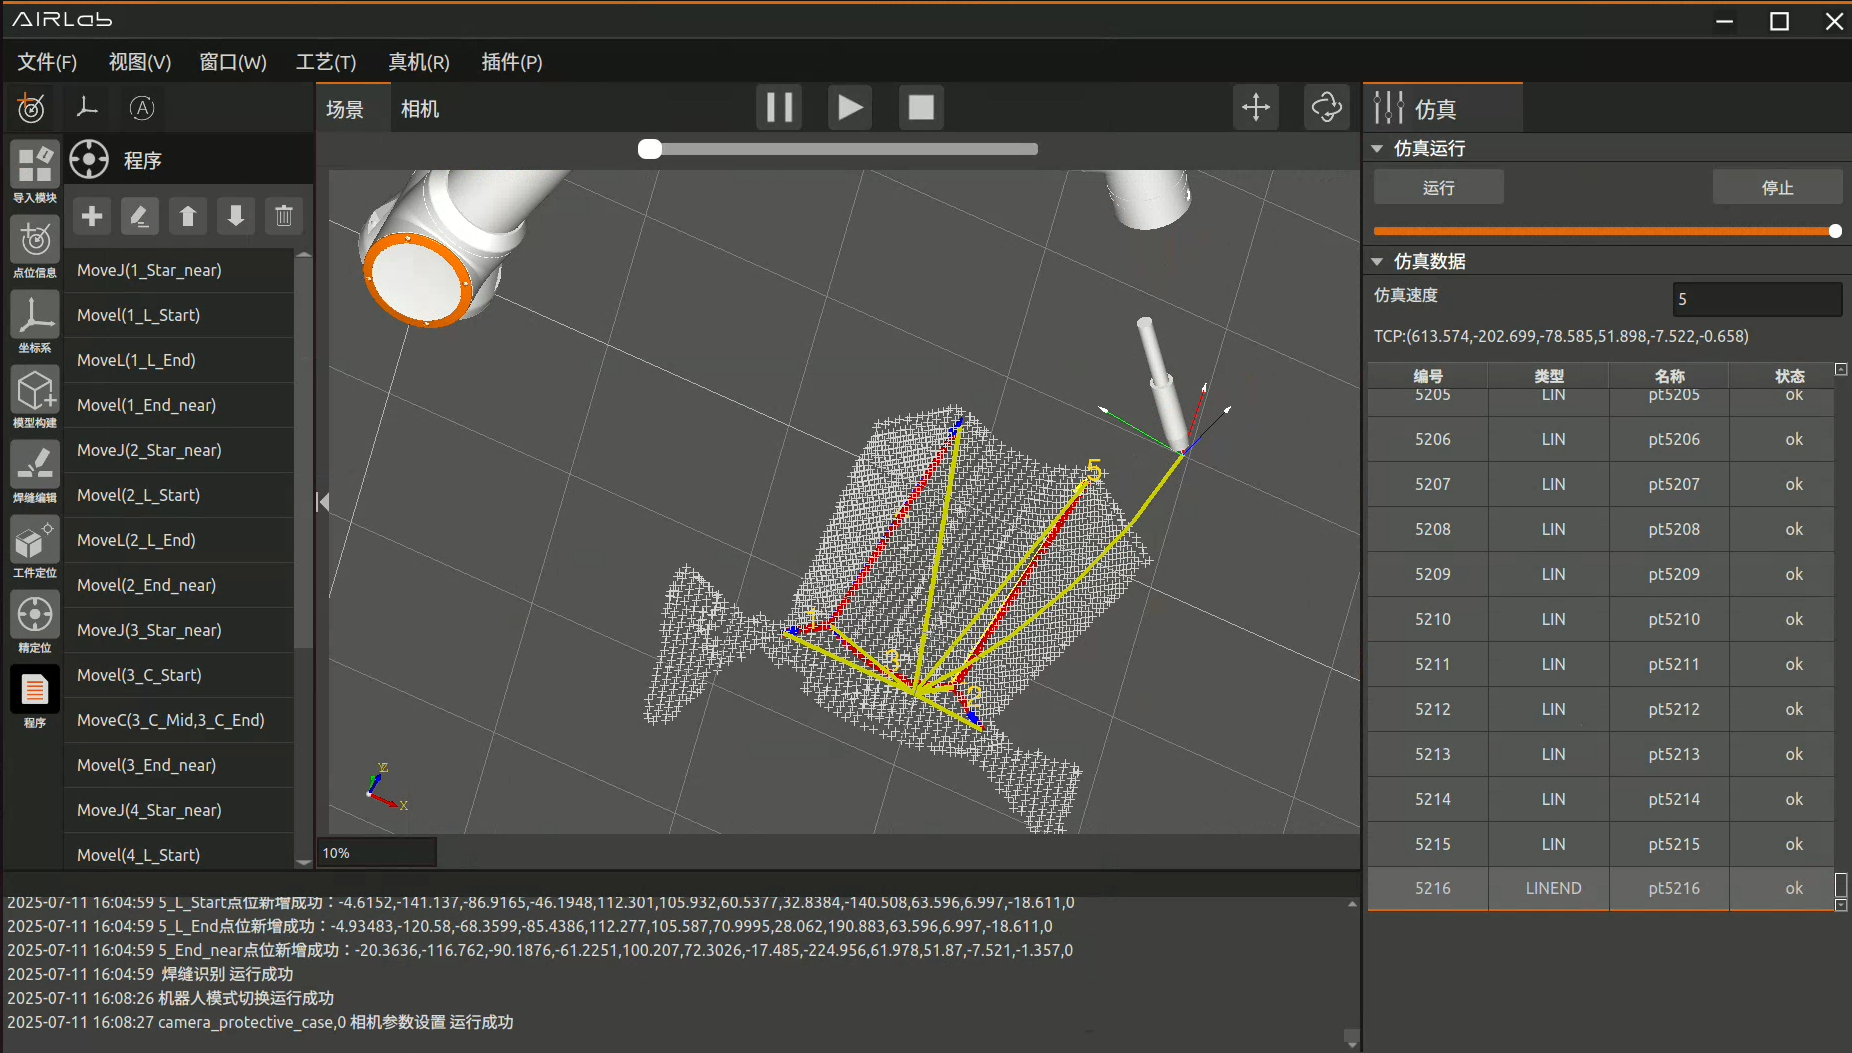 AIRLab
文件(F) 视图(V) 窗口(W) 工艺(T) 真机(R) 插件(P)
场景 相机
仿真
程序
导入模块
点位信息
坐标系
模型构建
焊缝编辑
工件定位
精定位
程序
MoveJ(1_Star_near)
Movel(1_L_Start)
MoveL(1_L_End)
Movel(1_End_near)
MoveJ(2_Star_near)
Movel(2_L_Start)
MoveL(2_L_End)
Movel(2_End_near)
MoveJ(3_Star_near)
Movel(3_C_Start)
MoveC(3_C_Mid,3_C_End)
Movel(3_End_near)
MoveJ(4_Star_near)
Movel(4_L_Start)
5
1
3
2
Z
X
10%
仿真运行
运行 停止
仿真数据
仿真速度 5
TCP:(613.574,-202.699,-78.585,51.898,-7.522,-0.658)
编号 类型 名称 状态
5205 LIN pt5205 ok
5206 LIN pt5206 ok
5207 LIN pt5207 ok
5208 LIN pt5208 ok
5209 LIN pt5209 ok
5210 LIN pt5210 ok
5211 LIN pt5211 ok
5212 LIN pt5212 ok
5213 LIN pt5213 ok
5214 LIN pt5214 ok
5215 LIN pt5215 ok
5216 LINEND pt5216 ok
2025-07-11 16:04:59 5_L_Start点位新增成功：-4.6152,-141.137,-86.9165,-46.1948,112.301,105.932,60.5377,32.8384,-140.508,63.596,6.997,-18.611,0
2025-07-11 16:04:59 5_L_End点位新增成功：-4.93483,-120.58,-68.3599,-85.4386,112.277,105.587,70.9995,28.062,190.883,63.596,6.997,-18.611,0
2025-07-11 16:04:59 5_End_near点位新增成功：-20.3636,-116.762,-90.1876,-61.2251,100.207,72.3026,-17.485,-224.956,61.978,51.87,-7.521,-1.357,0
2025-07-11 16:04:59 焊缝识别 运行成功
2025-07-11 16:08:26 机器人模式切换运行成功
2025-07-11 16:08:27 camera_protective_case,0 相机参数设置 运行成功